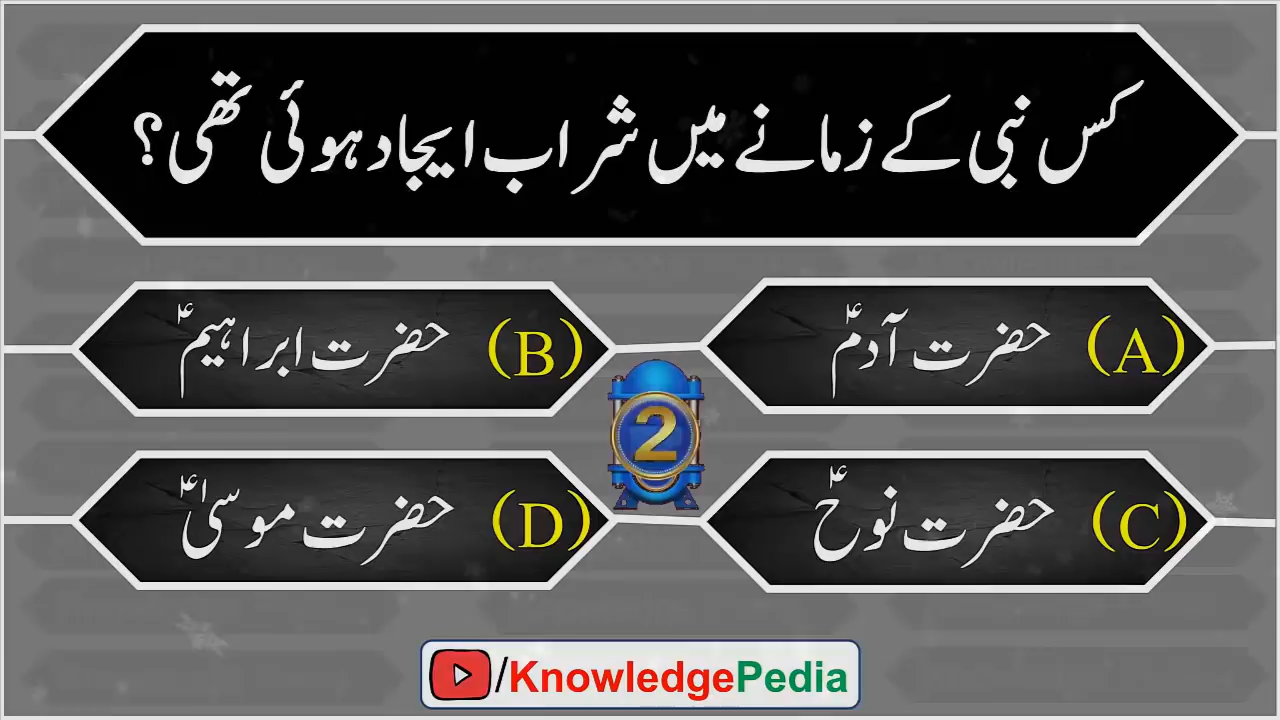 کس نبی کے زمانے میں شراب ایجاد ہوئی تھی؟
(A) حضرت آدمؑ
(B) حضرت ابراہیمؑ
2
(C) حضرت نوحؑ
(D) حضرت موسیٰؑ
/KnowledgePedia